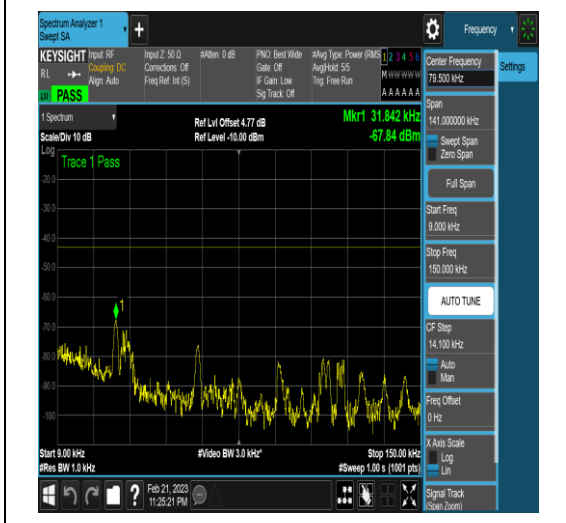 Spectrum Analyzer 1
Swept SA
+
Frequency
KEYSIGHT
RL
PASS
Input: RF
Coupling: DC
Align: Auto
Input Z: 50 Ω
Corrections: Off
Freq Ref: Int (S)
#Atten: 0 dB
PNO: Best Wide
Gate: Off
IF Gain: Low
Sig Track: Off
#Avg Type: Power (RMS
Avg|Hold: 5/5
Trig: Free Run
1 2 3 4 5 6
M W W W W W
A A A A A A
1 Spectrum
Scale/Div 10 dB
Ref Lvl Offset 4.77 dB
Ref Level -10.00 dBm
Mkr1 31.842 kHz
-67.84 dBm
Log
Trace 1 Pass
-20.0
-30.0
-40.0
-50.0
-60.0
-70.0
-80.0
-90.0
-100
1
Start 9.00 kHz
#Res BW 1.0 kHz
#Video BW 3.0 kHz*
Stop 150.00 kHz
#Sweep 1.00 s (1001 pts)
Feb 21, 2023
11:25:21 PM
?
Center Frequency
79.500 kHz
Settings
Span
141.000000 kHz
Swept Span
Zero Span
Full Span
Start Freq
9.000 kHz
Stop Freq
150.000 kHz
AUTO TUNE
CF Step
14.100 kHz
Auto
Man
Freq Offset
0 Hz
X Axis Scale
Log
Lin
Signal Track
(Span Zoom)